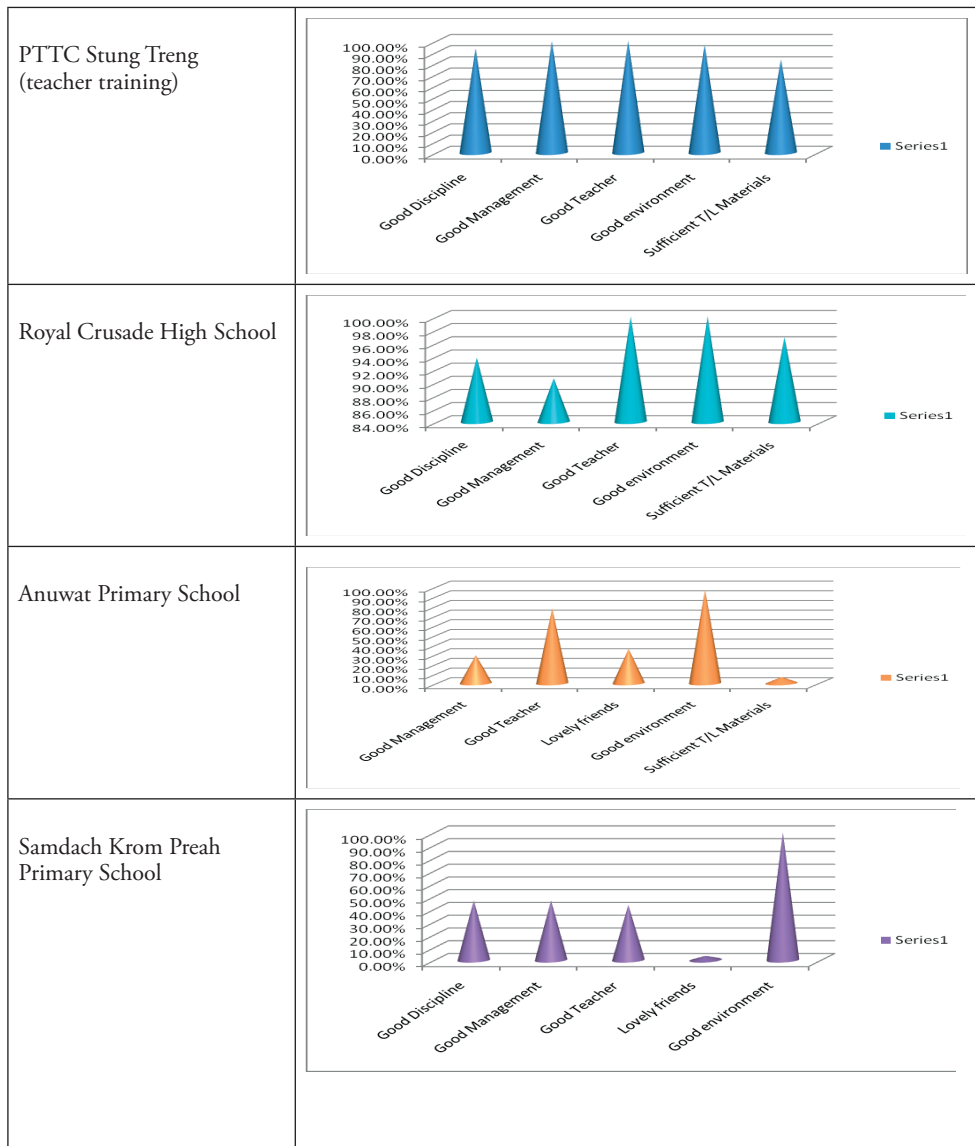 PTTC Stung Treng
(teacher training)
100.00%
90.00%
80.00%
70.00%
60.00%
50.00%
40.00%
30.00%
20.00%
10.00%
0.00%
Good Discipline
Good Management
Good Teacher
Good environment
Sufficient T/L Materials
Series1
Royal Crusade High School
100.00%
98.00%
96.00%
94.00%
92.00%
90.00%
88.00%
86.00%
84.00%
Good Discipline
Good Management
Good Teacher
Good environment
Sufficient T/L Materials
Series1
Anuwat Primary School
100.00%
90.00%
80.00%
70.00%
60.00%
50.00%
40.00%
30.00%
20.00%
10.00%
0.00%
Good Management
Good Teacher
Lovely friends
Good environment
Sufficient T/L Materials
Series1
Samdach Krom Preah
Primary School
100.00%
90.00%
80.00%
70.00%
60.00%
50.00%
40.00%
30.00%
20.00%
10.00%
0.00%
Good Discipline
Good Management
Good Teacher
Lovely friends
Good environment
Series1